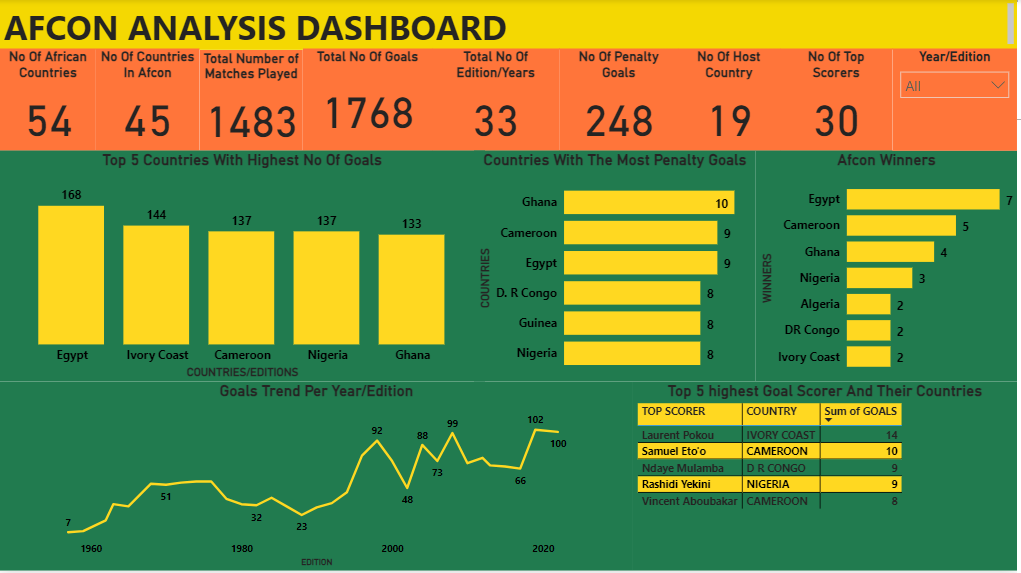 AFCON ANALYSIS DASHBOARD
No Of African Countries
54
No Of Countries In Afcon
45
Total Number of Matches Played
1483
Total No Of Goals
1768
Total No Of Edition/Years
33
No Of Penalty Goals
248
No Of Host Country
19
No Of Top Scorers
30
Year/Edition
All
Top 5 Countries With Highest No Of Goals
168
144
137
137
133
Egypt
Ivory Coast
Cameroon
Nigeria
Ghana
COUNTRIES/EDITIONS
Countries With The Most Penalty Goals
COUNTRIES
Ghana 10
Cameroon 9
Egypt 9
D. R Congo 8
Guinea 8
Nigeria 8
Afcon Winners
WINNERS
Egypt 7
Cameroon 5
Ghana 4
Nigeria 3
Algeria 2
DR Congo 2
Ivory Coast 2
Goals Trend Per Year/Edition
7
51
32
23
92
48
88
73
99
66
102
100
1960
1980
2000
2020
EDITION
Top 5 highest Goal Scorer And Their Countries
TOP SCORER COUNTRY Sum of GOALS
Laurent Pokou IVORY COAST 14
Samuel Eto'o CAMEROON 10
Ndaye Mulamba D R CONGO 9
Rashidi Yekini NIGERIA 9
Vincent Aboubakar CAMEROON 8